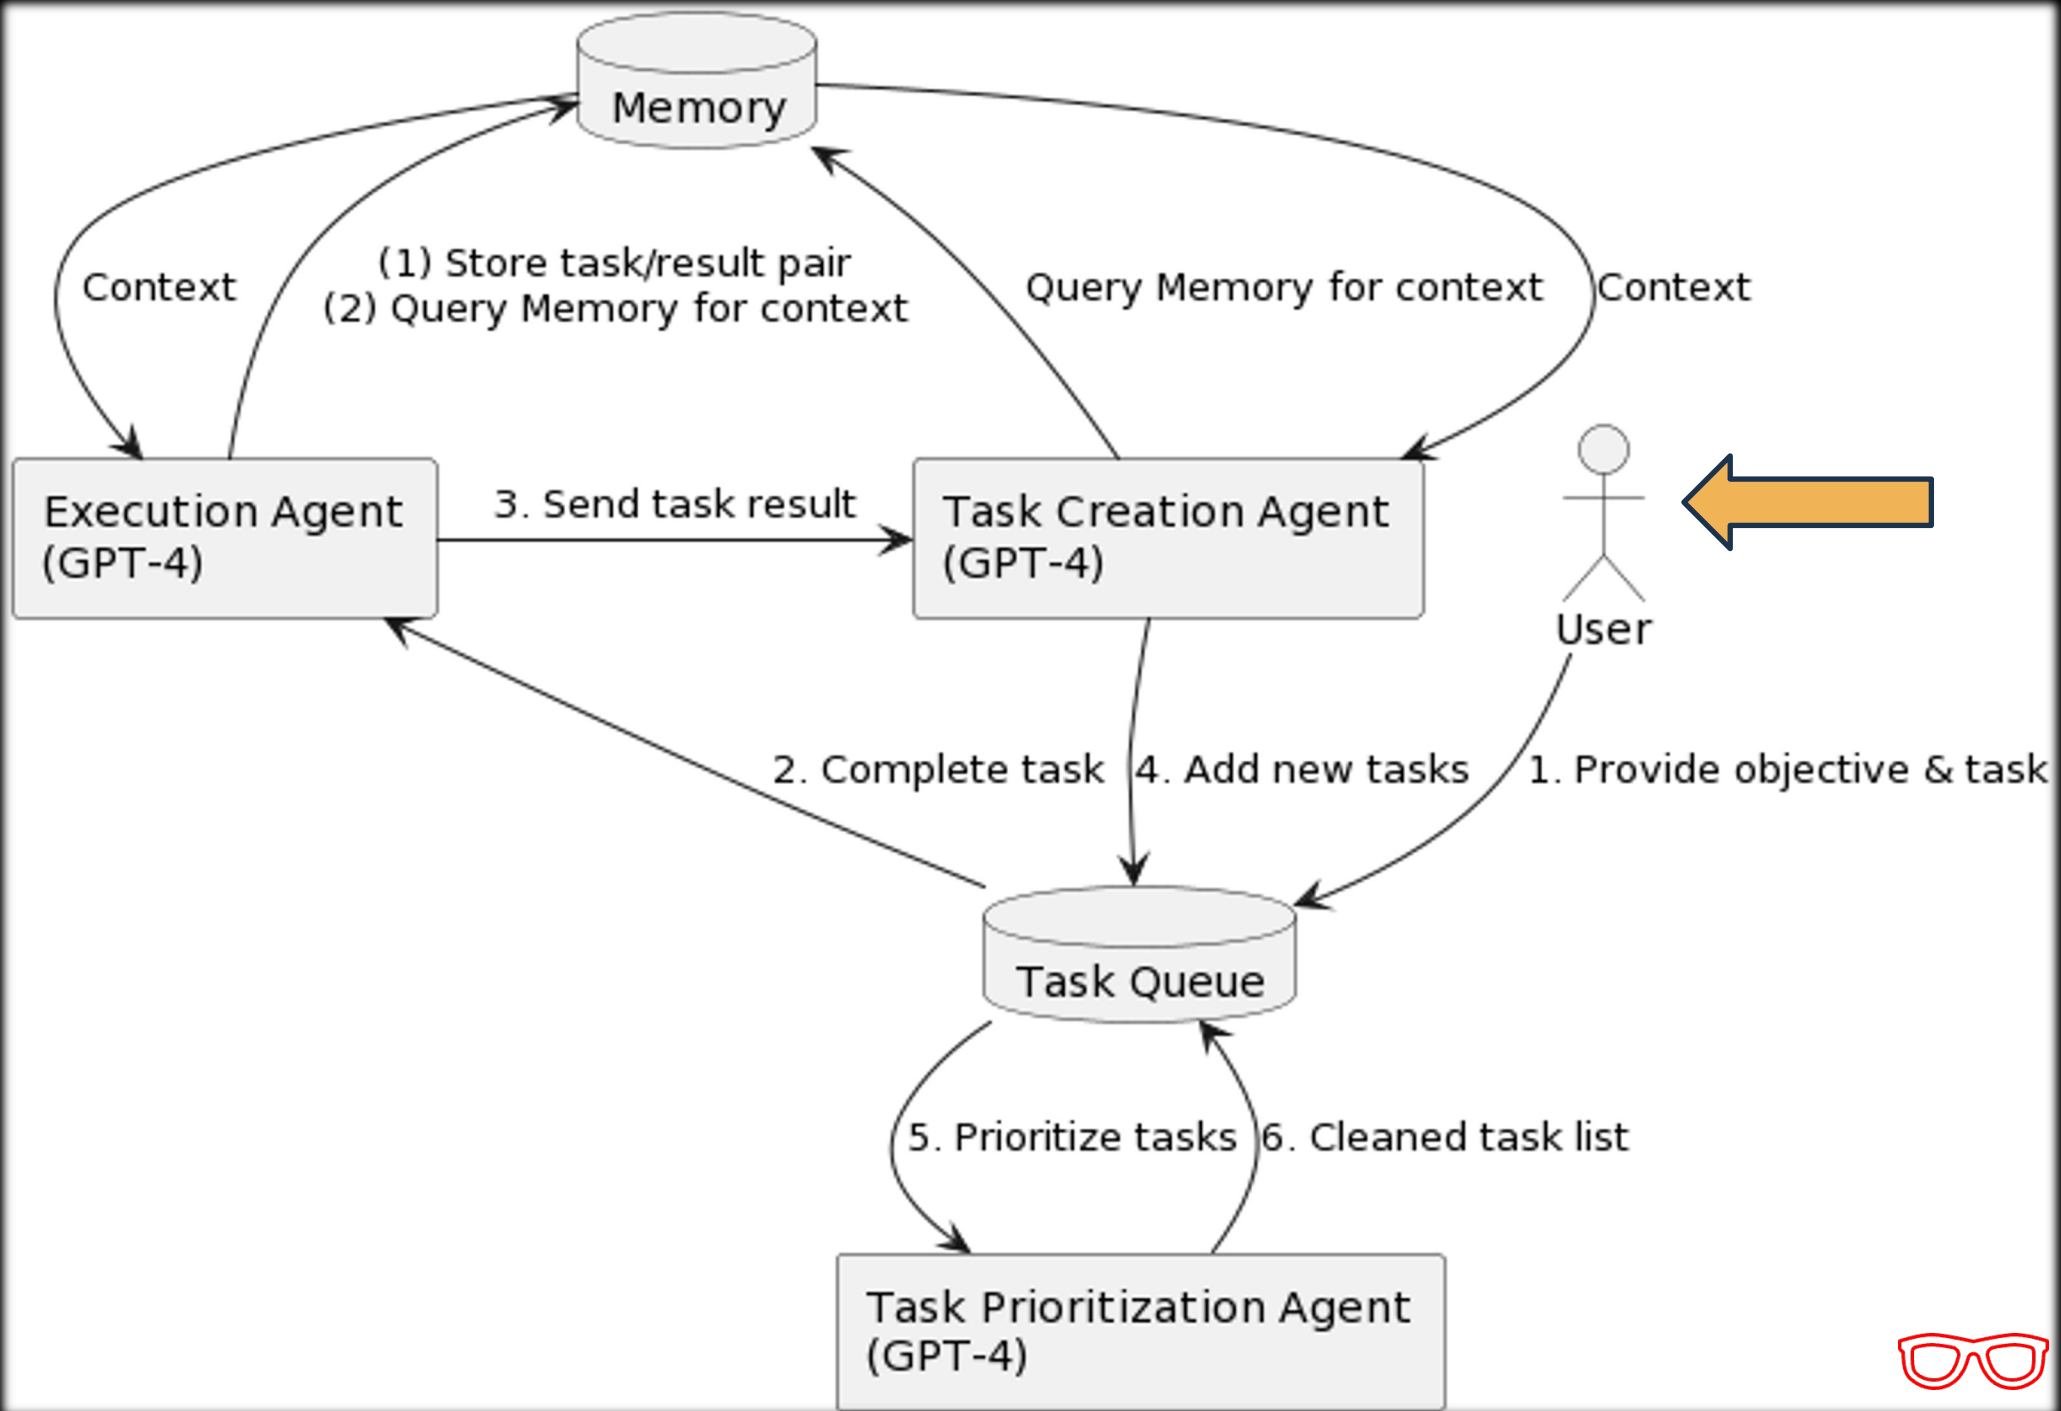 Memory
Context
(1) Store task/result pair
(2) Query Memory for context
Query Memory for context
Context
Execution Agent
(GPT-4)
3. Send task result
Task Creation Agent
(GPT-4)
User
2. Complete task
4. Add new tasks
1. Provide objective & task
Task Queue
5. Prioritize tasks
6. Cleaned task list
Task Prioritization Agent
(GPT-4)